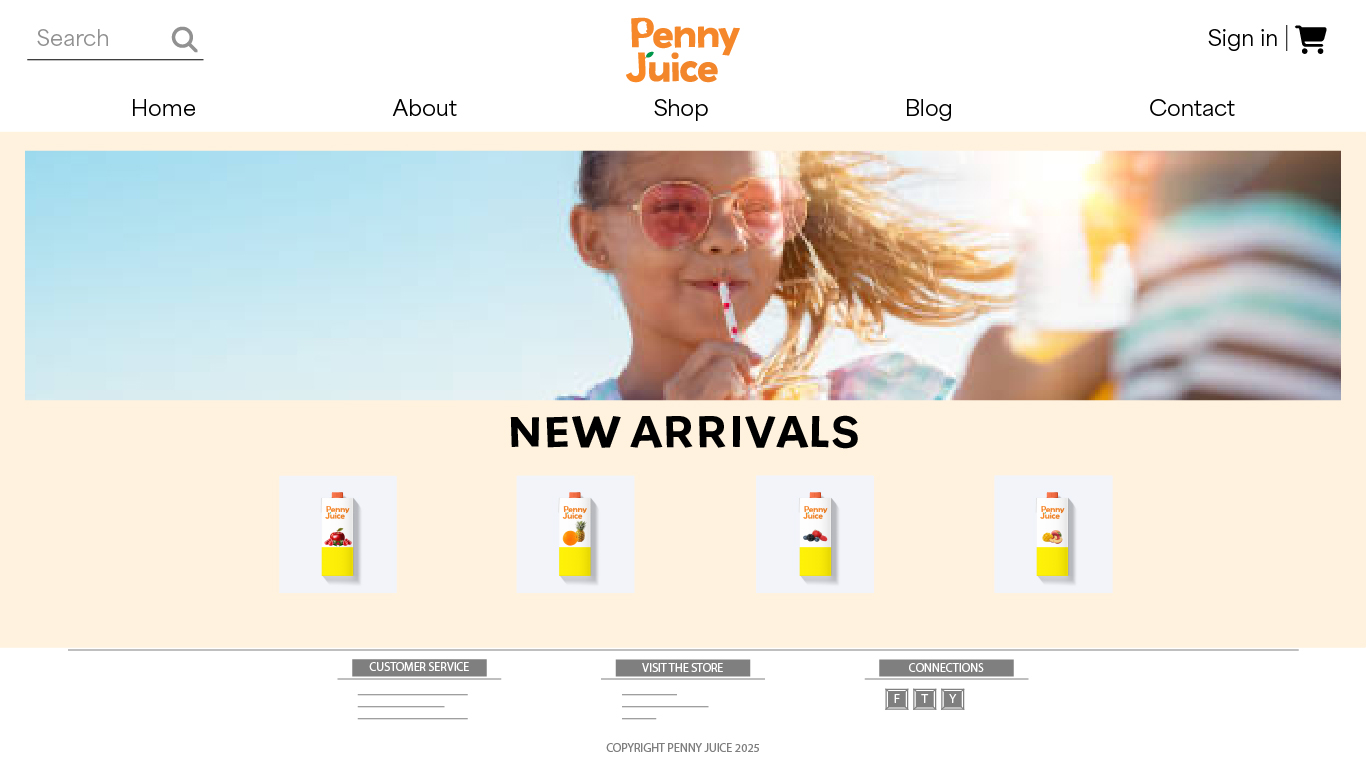 Search
Penny
Juice
Sign in
Home
About
Shop
Blog
Contact
NEW ARRIVALS
Penny
Juice
Penny
Juice
Penny
Juice
Penny
Juice
CUSTOMER SERVICE
VISIT THE STORE
CONNECTIONS
F
T
Y
COPYRIGHT PENNY JUICE 2025